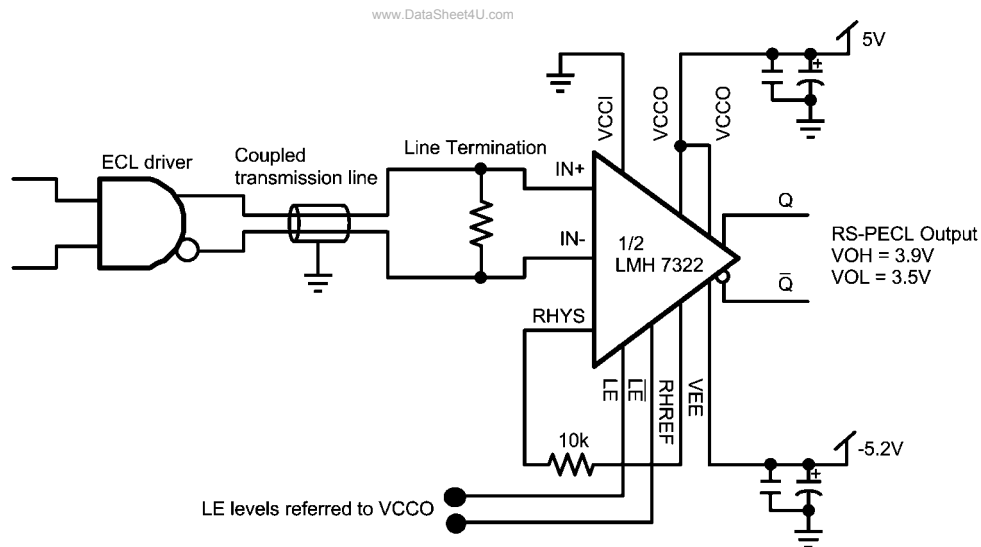 www.DataSheet4U.com
5V
VCCI
VCCO
VCCO
ECL driver
Coupled
transmission line
Line Termination
IN+
IN-
1/2
LMH 7322
Q
RS-PECL Output
VOH = 3.9V
VOL = 3.5V
Q̅
RHYS
L̅E̅
L̅E̅
RHREF
VEE
10k
-5.2V
LE levels referred to VCCO
+
+